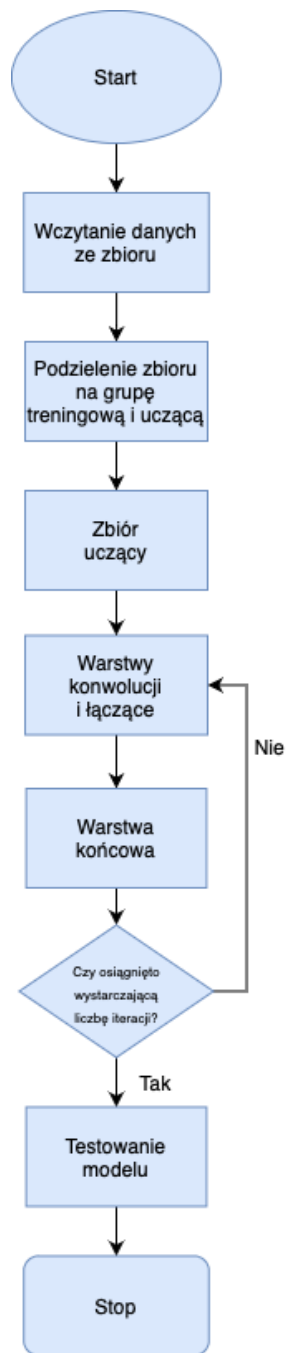 Start
Wczytanie danych
ze zbioru
Podzielenie zbioru
na grupę
treningową i uczącą
Zbiór
uczący
Warstwy
konwolucji
i łączące
Nie
Warstwa
końcowa
Czy osiągnięto
wystarczającą
liczbę iteracji?
Tak
Testowanie
modelu
Stop